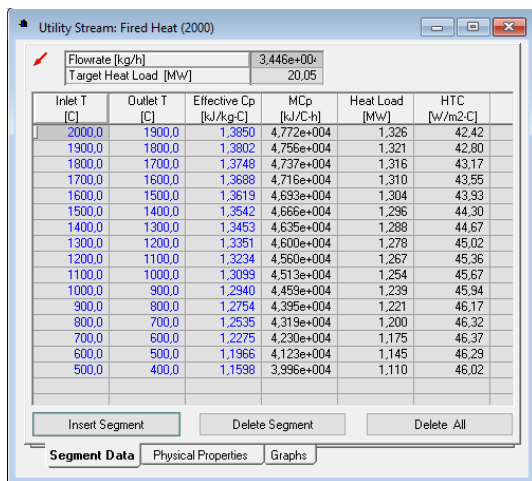 Utility Stream: Fired Heat (2000)
Flowrate [kg/h] 3,446e+004
Target Heat Load [MW] 20,05
Inlet T Outlet T Effective Cp MCp Heat Load HTC
[C] [C] [kJ/kg-C] [kJ/C-h] [MW] [W/m2-C]
2000,0 1900,0 1,3850 4,772e+004 1,326 42,42
1900,0 1800,0 1,3802 4,756e+004 1,321 42,80
1800,0 1700,0 1,3748 4,737e+004 1,316 43,17
1700,0 1600,0 1,3688 4,716e+004 1,310 43,55
1600,0 1500,0 1,3619 4,693e+004 1,304 43,93
1500,0 1400,0 1,3542 4,666e+004 1,296 44,30
1400,0 1300,0 1,3453 4,635e+004 1,288 44,67
1300,0 1200,0 1,3351 4,600e+004 1,278 45,02
1200,0 1100,0 1,3234 4,560e+004 1,267 45,36
1100,0 1000,0 1,3099 4,513e+004 1,254 45,67
1000,0 900,0 1,2940 4,459e+004 1,239 45,94
900,0 800,0 1,2754 4,395e+004 1,221 46,17
800,0 700,0 1,2535 4,319e+004 1,200 46,32
700,0 600,0 1,2275 4,230e+004 1,175 46,37
600,0 500,0 1,1966 4,123e+004 1,145 46,29
500,0 400,0 1,1598 3,996e+004 1,110 46,02
Insert Segment Delete Segment Delete All
Segment Data Physical Properties Graphs